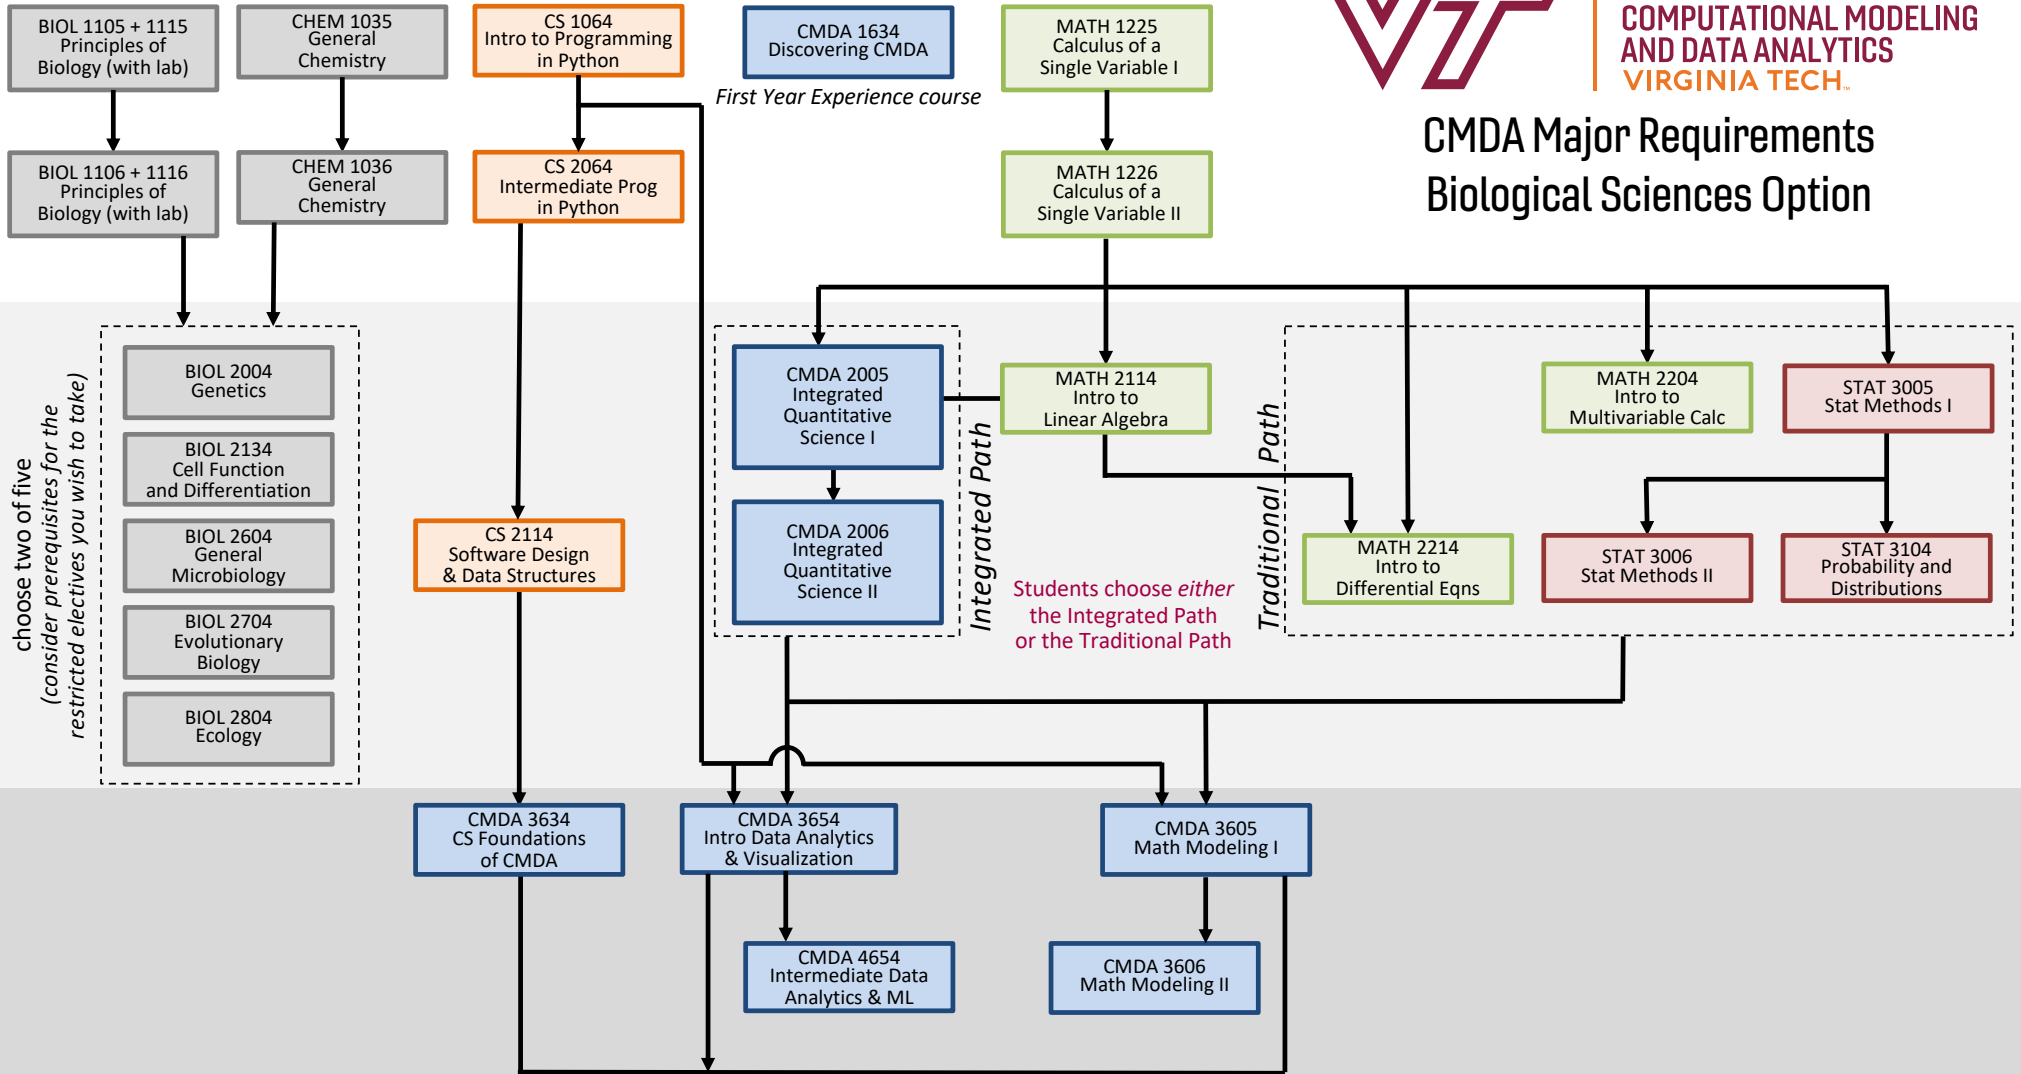 COMPUTATIONAL MODELING
AND DATA ANALYTICS
VIRGINIA TECH™
CMDA Major Requirements
Biological Sciences Option
BIOL 1105 + 1115
Principles of
Biology (with lab)
CHEM 1035
General
Chemistry
CS 1064
Intro to Programming
in Python
CMDA 1634
Discovering CMDA
First Year Experience course
MATH 1225
Calculus of a
Single Variable I
BIOL 1106 + 1116
Principles of
Biology (with lab)
CHEM 1036
General
Chemistry
CS 2064
Intermediate Prog
in Python
MATH 1226
Calculus of a
Single Variable II
choose two of five
(consider prerequisites for the
restricted electives you wish to take)
BIOL 2004
Genetics
BIOL 2134
Cell Function
and Differentiation
BIOL 2604
General
Microbiology
BIOL 2704
Evolutionary
Biology
BIOL 2804
Ecology
CS 2114
Software Design
& Data Structures
CMDA 2005
Integrated
Quantitative
Science I
CMDA 2006
Integrated
Quantitative
Science II
Integrated Path
MATH 2114
Intro to
Linear Algebra
Students choose either
the Integrated Path
or the Traditional Path
Traditional Path
MATH 2204
Intro to
Multivariable Calc
STAT 3005
Stat Methods I
MATH 2214
Intro to
Differential Eqns
STAT 3006
Stat Methods II
STAT 3104
Probability and
Distributions
CMDA 3634
CS Foundations
of CMDA
CMDA 3654
Intro Data Analytics
& Visualization
CMDA 3605
Math Modeling I
CMDA 4654
Intermediate Data
Analytics & ML
CMDA 3606
Math Modeling II